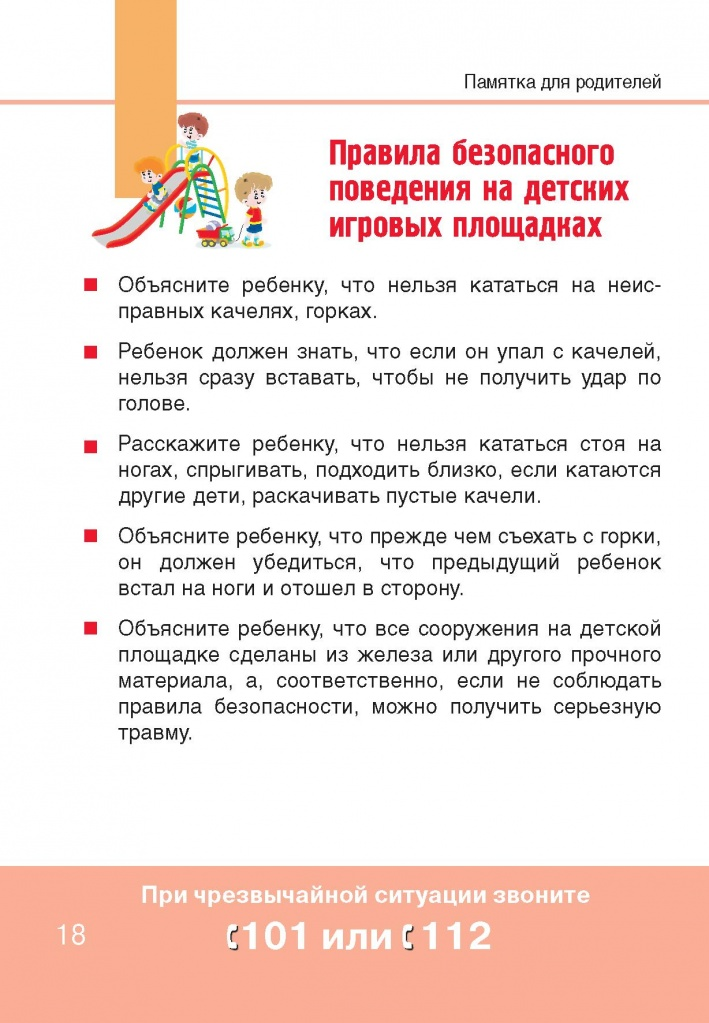 Памятка для родителей
Правила безопасного
поведения на детских
игровых площадках
Объясните ребенку, что нельзя кататься на неис-
правных качелях, горках.
Ребенок должен знать, что если он упал с качелей,
нельзя сразу вставать, чтобы не получить удар по
голове.
Расскажите ребенку, что нельзя кататься стоя на
ногах, спрыгивать, подходить близко, если катаются
другие дети, раскачивать пустые качели.
Объясните ребенку, что прежде чем съехать с горки,
он должен убедиться, что предыдущий ребенок
встал на ноги и отошел в сторону.
Объясните ребенку, что все сооружения на детской
площадке сделаны из железа или другого прочного
материала, а, соответственно, если не соблюдать
правила безопасности, можно получить серьезную
травму.
При чрезвычайной ситуации звоните
18
101 или 112